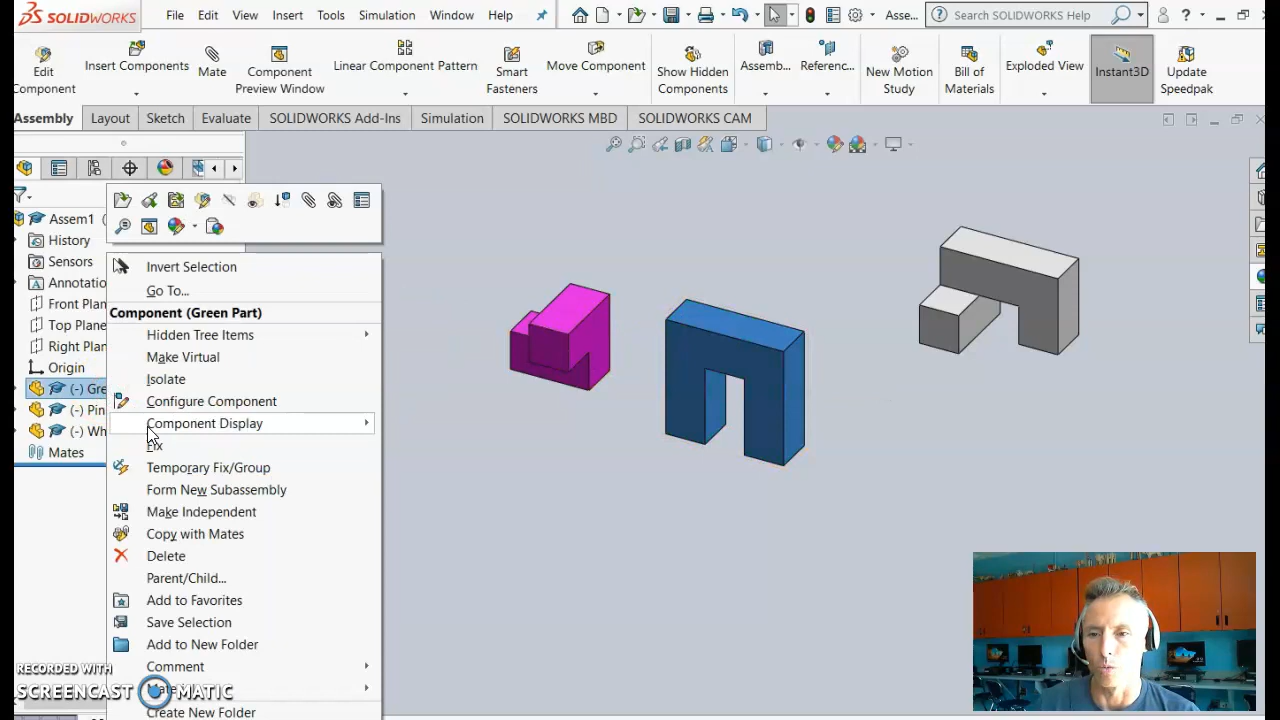 SOLIDWORKS File Edit View Insert Tools Simulation Window Help Asse... Search SOLIDWORKS Help ?
Edit Component
Insert Components
Mate
Component Preview Window
Linear Component Pattern
Smart Fasteners
Move Component
Show Hidden Components
Assemb...
Referenc...
New Motion Study
Bill of Materials
Exploded View
Instant3D
Update Speedpak
Assembly Layout Sketch Evaluate SOLIDWORKS Add-Ins Simulation SOLIDWORKS MBD SOLIDWORKS CAM
Assem1 (
History
Sensors
Annotatio
Front Plan
Top Plane
Right Plan
Origin
(-) Gre
(-) Pin
(-) Wh
Mates
Invert Selection
Go To...
Component (Green Part)
Hidden Tree Items
Make Virtual
Isolate
Configure Component
Component Display
Fix
Temporary Fix/Group
Form New Subassembly
Make Independent
Copy with Mates
Delete
Parent/Child...
Add to Favorites
Save Selection
Add to New Folder
Comment
Create New Folder
RECORDED WITH
SCREENCAST MATIC